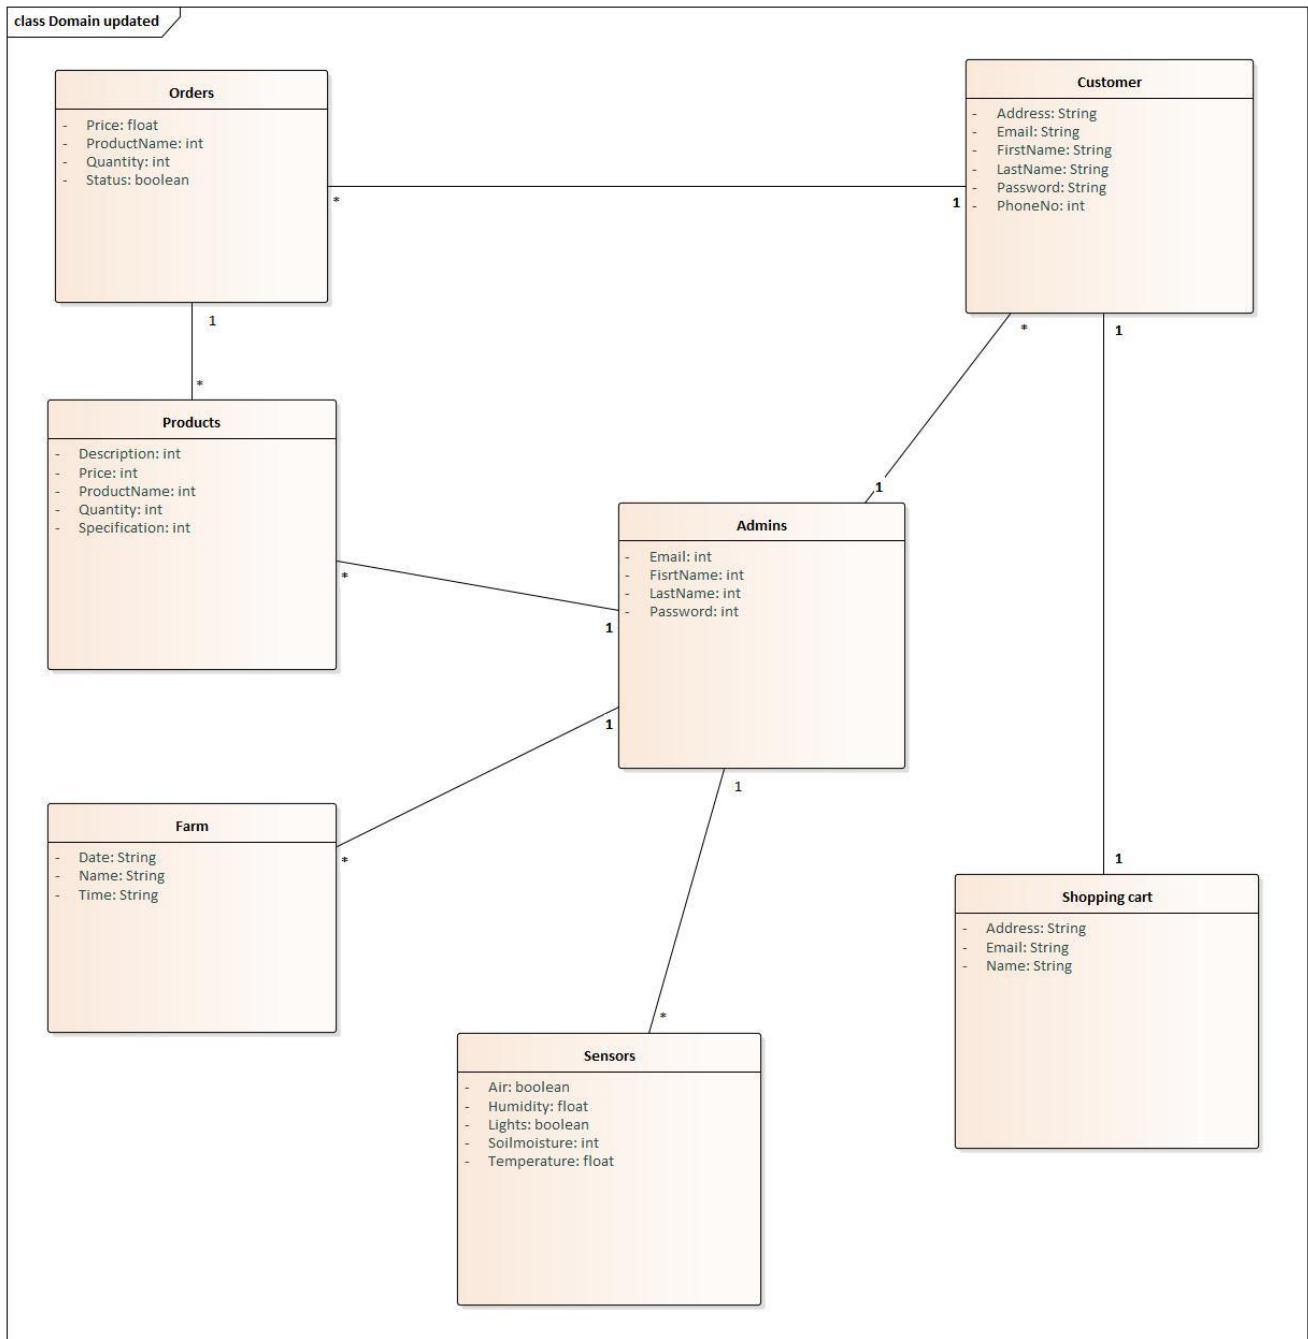 class Domain updated
Orders
- Price: float
- ProductName: int
- Quantity: int
- Status: boolean
Customer
- Address: String
- Email: String
- FirstName: String
- LastName: String
- Password: String
- PhoneNo: int
*
1
1
*
*
1
1
Products
- Description: int
- Price: int
- ProductName: int
- Quantity: int
- Specification: int
Admins
- Email: int
- FisrtName: int
- LastName: int
- Password: int
*
1
1
*
1
*
Farm
- Date: String
- Name: String
- Time: String
1
Shopping cart
- Address: String
- Email: String
- Name: String
Sensors
- Air: boolean
- Humidity: float
- Lights: boolean
- Soilmoisture: int
- Temperature: float